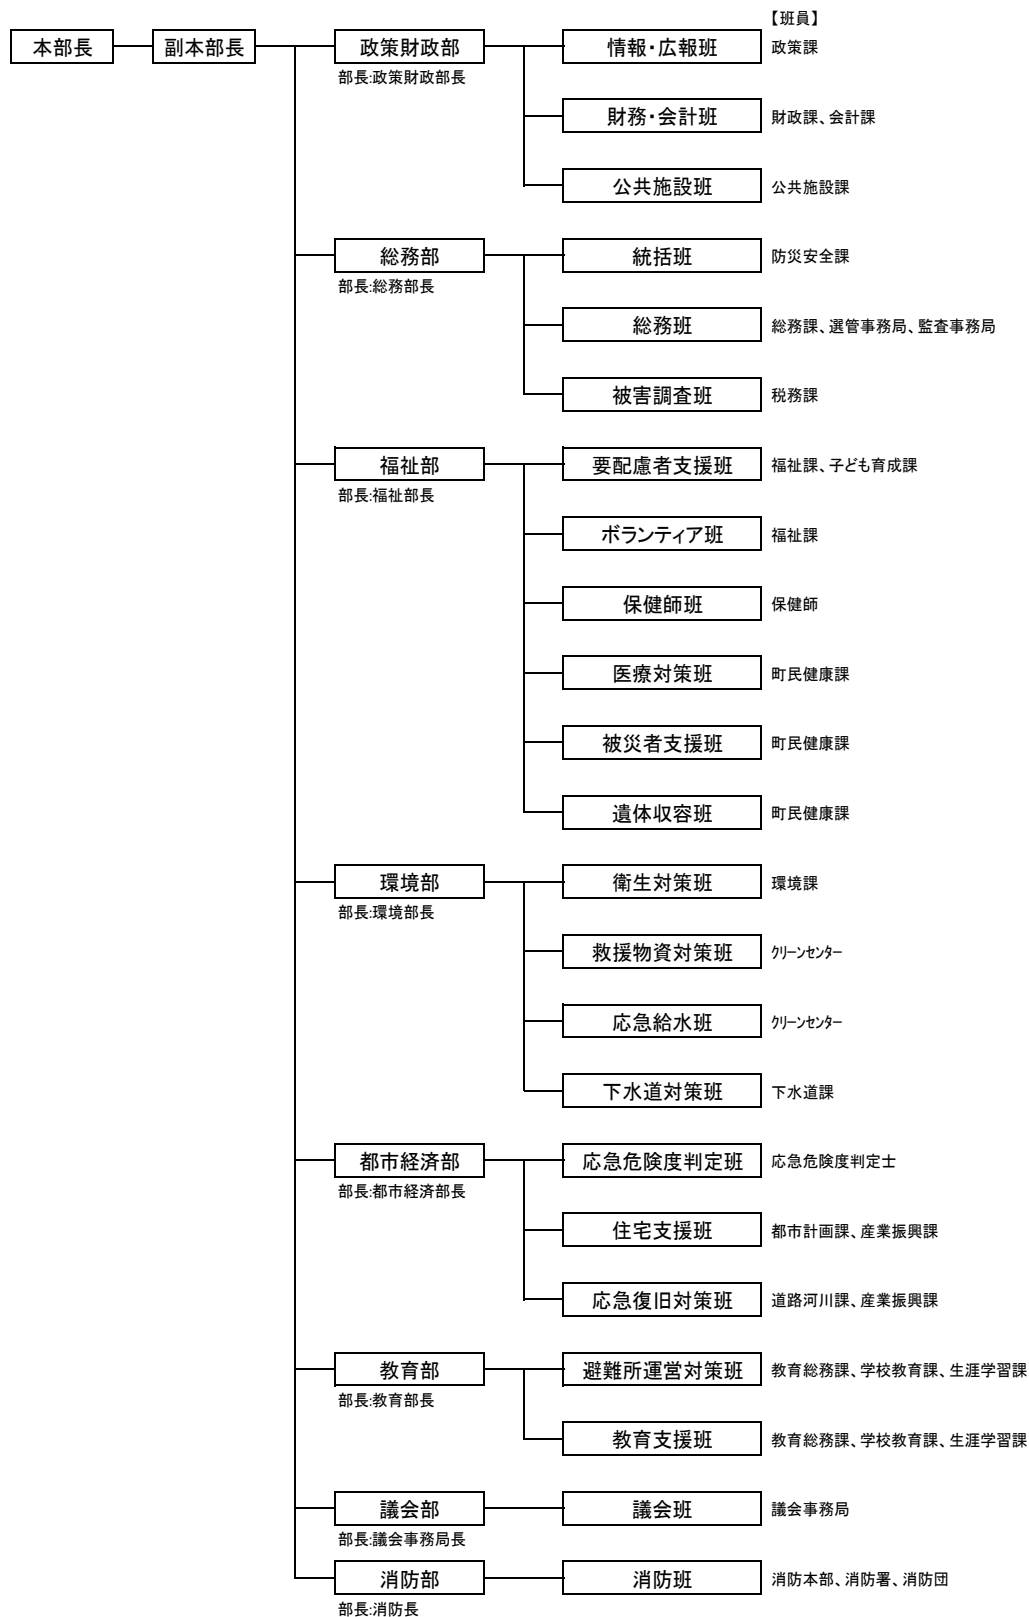 【班員】
本部長 副本部長 政策財政部 情報・広報班 政策課
部長:政策財政部長
財務・会計班 財政課、会計課
公共施設班 公共施設課
総務部 統括班 防災安全課
部長:総務部長
総務班 総務課、選管事務局、監査事務局
被害調査班 税務課
福祉部 要配慮者支援班 福祉課、子ども育成課
部長:福祉部長
ボランティア班 福祉課
保健師班 保健師
医療対策班 町民健康課
被災者支援班 町民健康課
遺体収容班 町民健康課
環境部 衛生対策班 環境課
部長:環境部長
救援物資対策班 クリーンセンター
応急給水班 クリーンセンター
下水道対策班 下水道課
都市経済部 応急危険度判定班 応急危険度判定士
部長:都市経済部長
住宅支援班 都市計画課、産業振興課
応急復旧対策班 道路河川課、産業振興課
教育部 避難所運営対策班 教育総務課、学校教育課、生涯学習課
部長:教育部長
教育支援班 教育総務課、学校教育課、生涯学習課
議会部 議会班 議会事務局
部長:議会事務局長
消防部 消防班 消防本部、消防署、消防団
部長:消防長